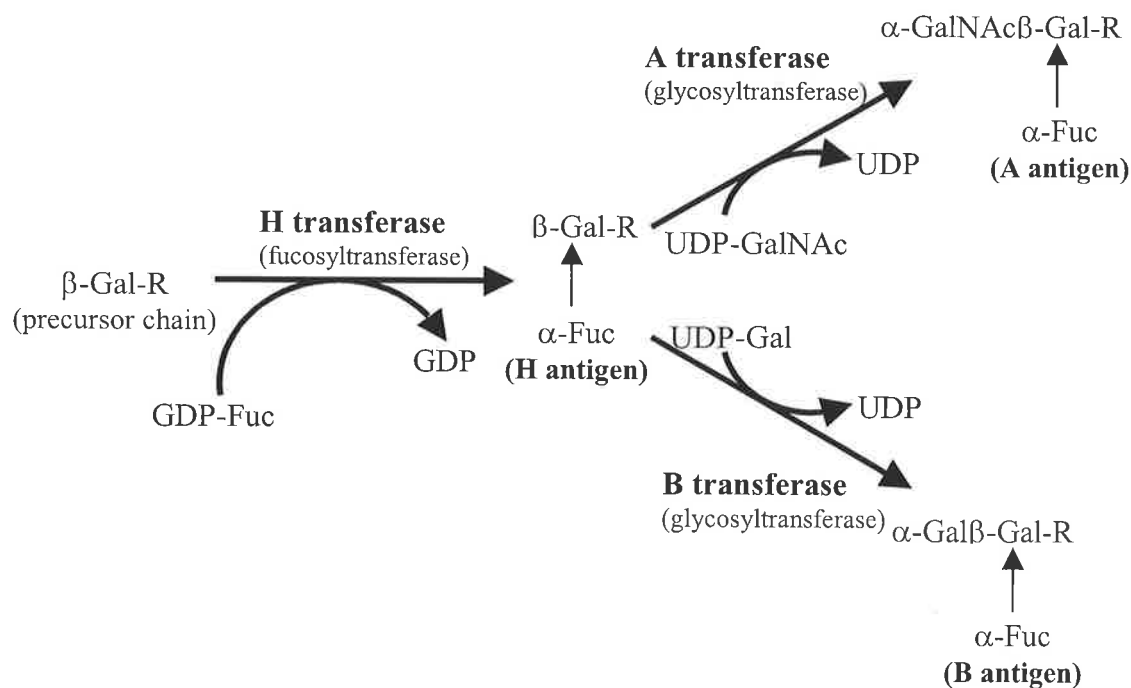 α-GalNAcβ-Gal-R
A transferase
(glycosyltransferase)
α-Fuc
(A antigen)
UDP
UDP-GalNAc
H transferase
(fucosyltransferase)
β-Gal-R
β-Gal-R
(precursor chain)
GDP
GDP-Fuc
α-Fuc
(H antigen)
UDP-Gal
UDP
B transferase
(glycosyltransferase)
α-Galβ-Gal-R
α-Fuc
(B antigen)